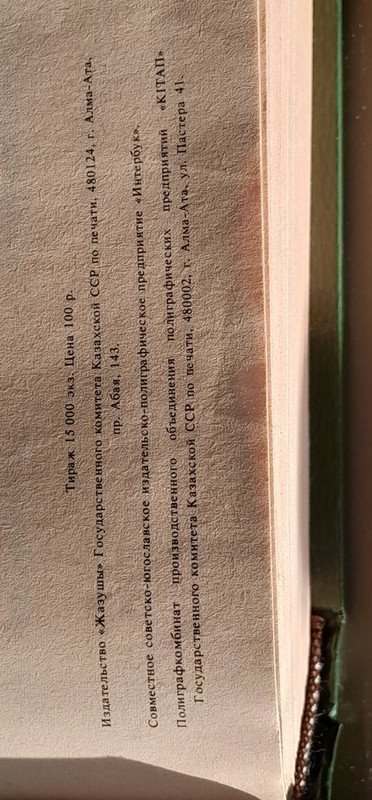 Тираж 15 000 экз. Цена 100 р.
Издательство «Жазушы» Государственного комитета Казахской ССР по печати, 480124, г. Алма-Ата,
пр. Абая, 143.
Совместное советско-югославское издательско-полиграфическое предприятие «Интербук».
Полиграфкомбинат производственного объединения полиграфических предприятий «КІТАП»
Государственного комитета Казахской ССР по печати, 480002, г. Алма-Ата, ул. Пастера 41.